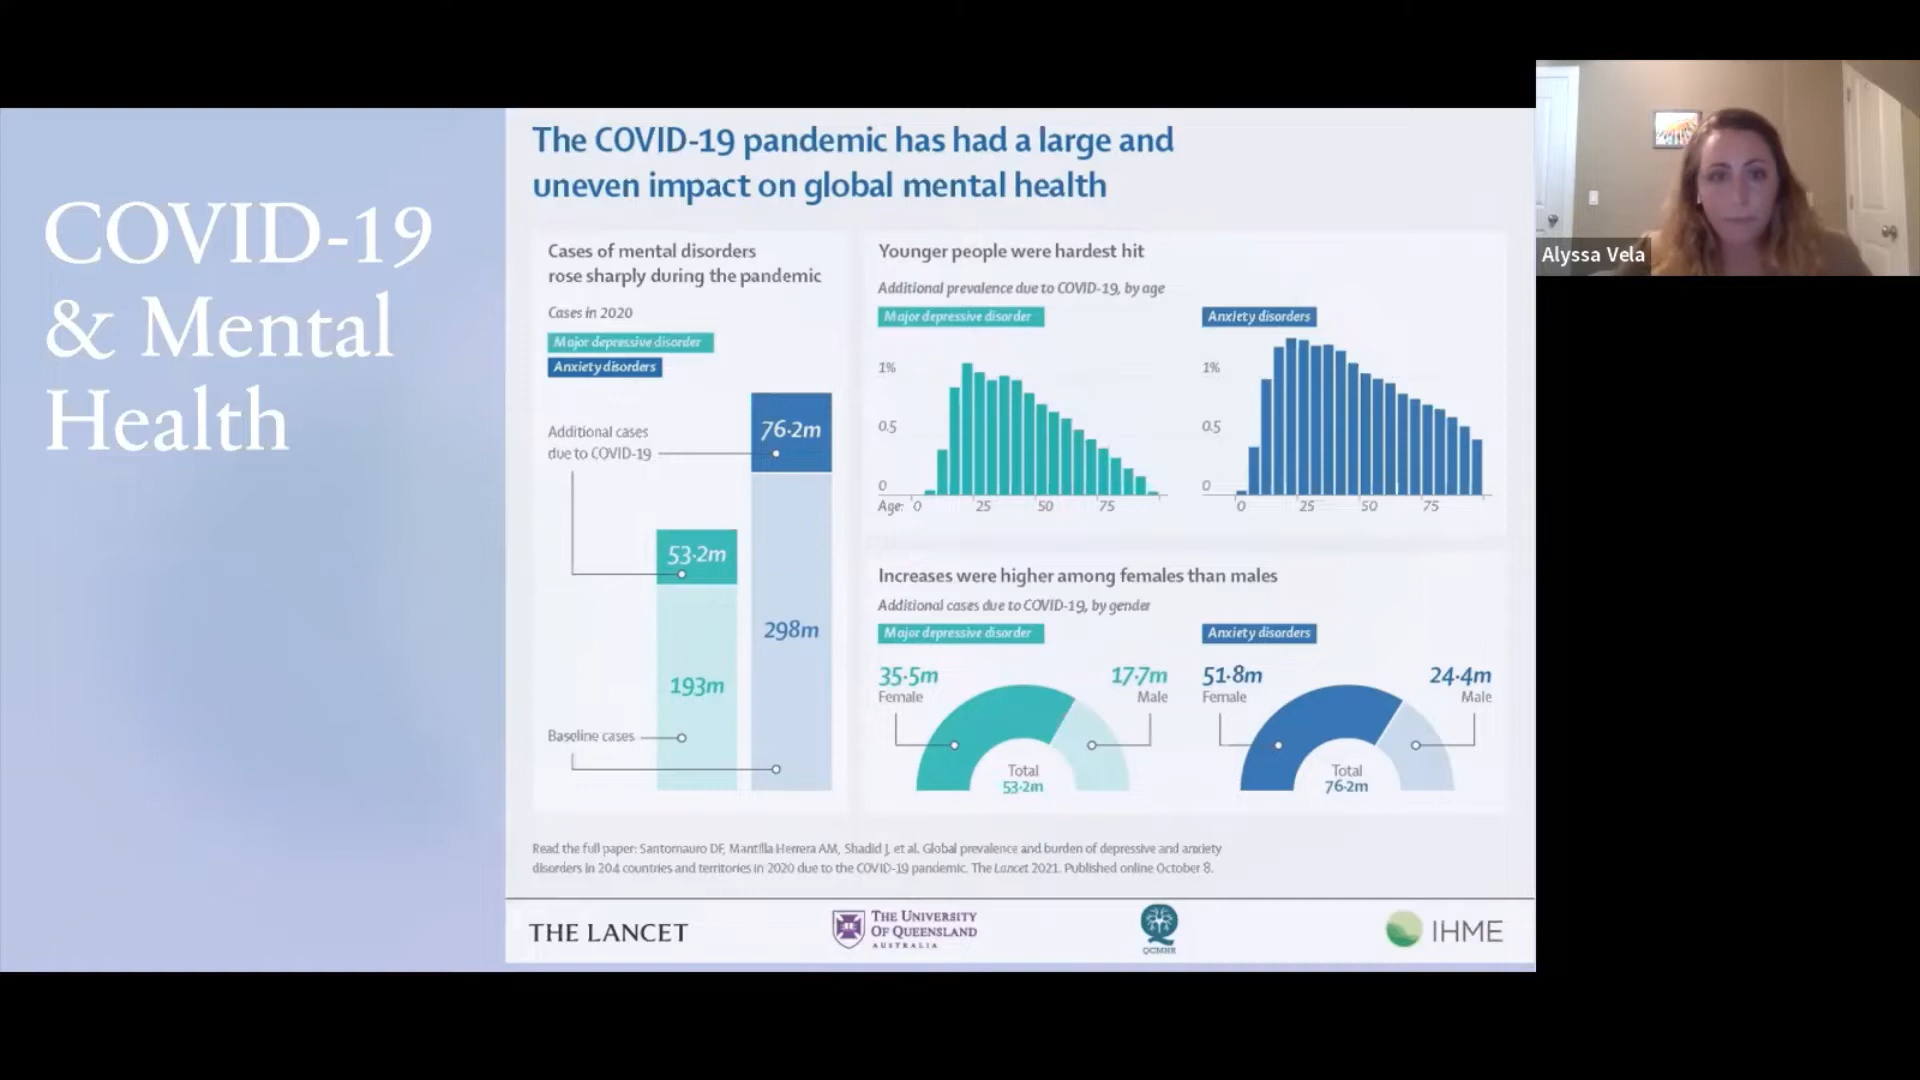 COVID-19
& Mental
Health
The COVID-19 pandemic has had a large and
uneven impact on global mental health
Cases of mental disorders
rose sharply during the pandemic
Cases in 2020
Major depressive disorder
Anxiety disorders
Additional cases
due to COVID-19
76·2m
53·2m
298m
193m
Baseline cases
Younger people were hardest hit
Additional prevalence due to COVID-19, by age
Major depressive disorder
1%
0.5
0
Age: 0 25 50 75
Anxiety disorders
1%
0.5
0
0 25 50 75
Increases were higher among females than males
Additional cases due to COVID-19, by gender
Major depressive disorder
35·5m
Female
17·7m
Male
Total
53·2m
Anxiety disorders
51·8m
Female
24·4m
Male
Total
76·2m
Read the full paper: Santomauro DF, Mantilla Herrera AM, Shadid J, et al. Global prevalence and burden of depressive and anxiety
disorders in 204 countries and territories in 2020 due to the COVID-19 pandemic. The Lancet 2021. Published online October 8.
THE LANCET
THE UNIVERSITY
OF QUEENSLAND
AUSTRALIA
QCMHR
IHME
Alyssa Vela